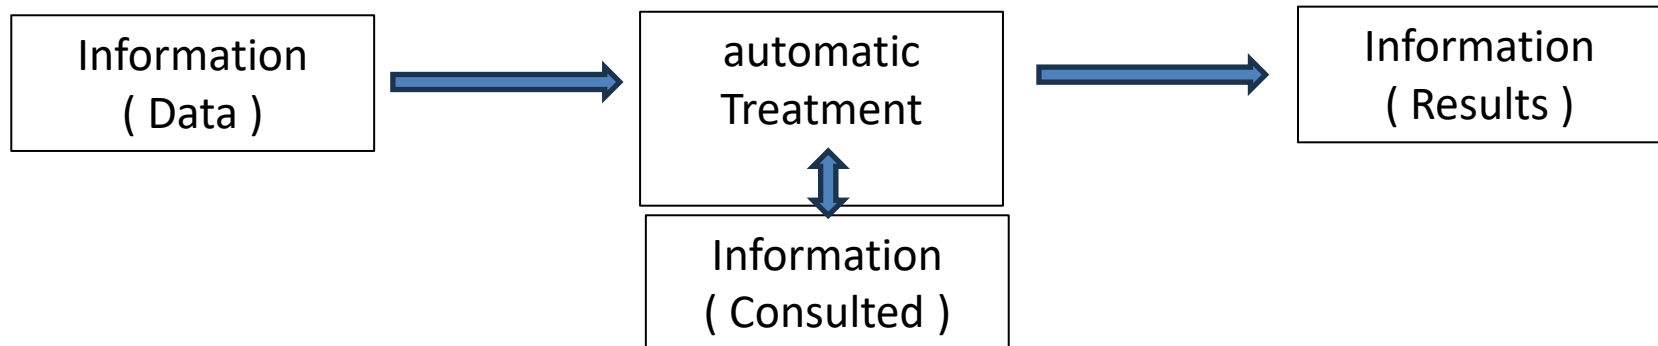 Information
( Data )
automatic
Treatment
Information
( Results )
Information
( Consulted )